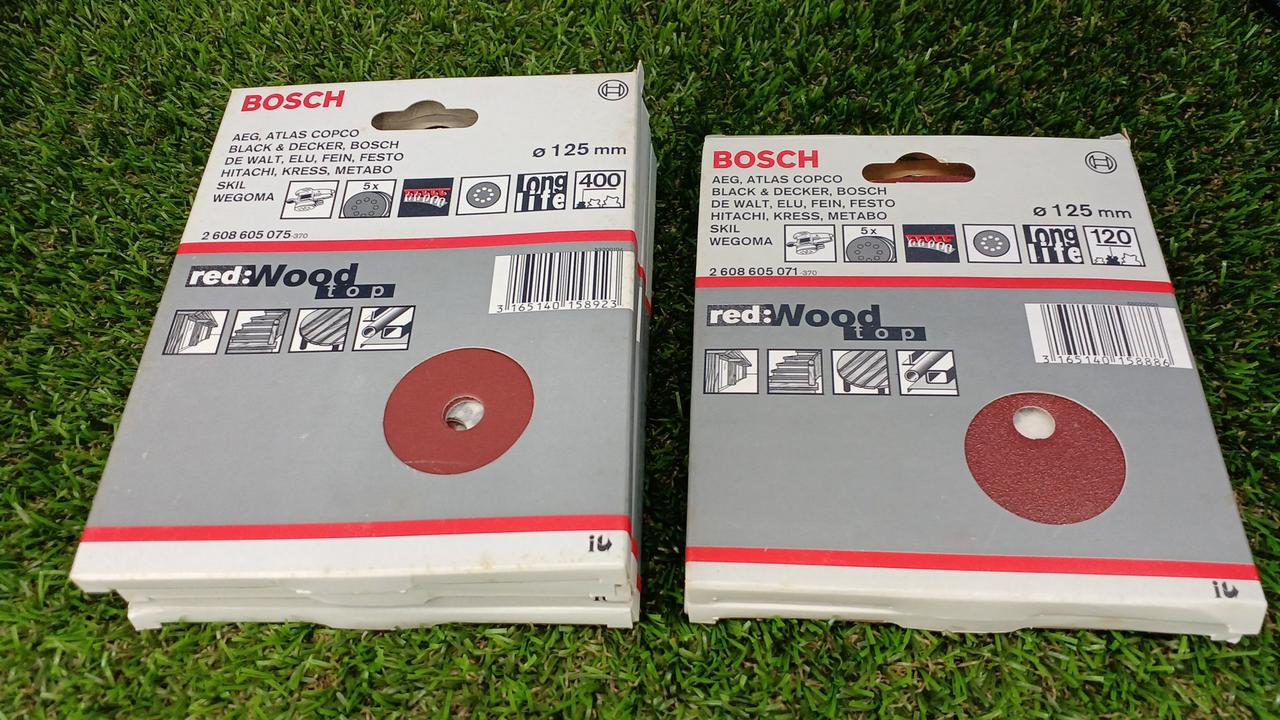 BOSCH
AEG, ATLAS COPCO
BLACK & DECKER, BOSCH
DE WALT, ELU, FEIN, FESTO
HITACHI, KRESS, METABO
SKIL
WEGOMA
ø 125 mm
5x
long
life
400
2 608 605 075-370
red:Wood
top
3 165140 158923
BOSCH
AEG, ATLAS COPCO
BLACK & DECKER, BOSCH
DE WALT, ELU, FEIN, FESTO
HITACHI, KRESS, METABO
SKIL
WEGOMA
ø 125 mm
5x
long
life
120
2 608 605 071-370
red:Wood
top
3 165140 158886